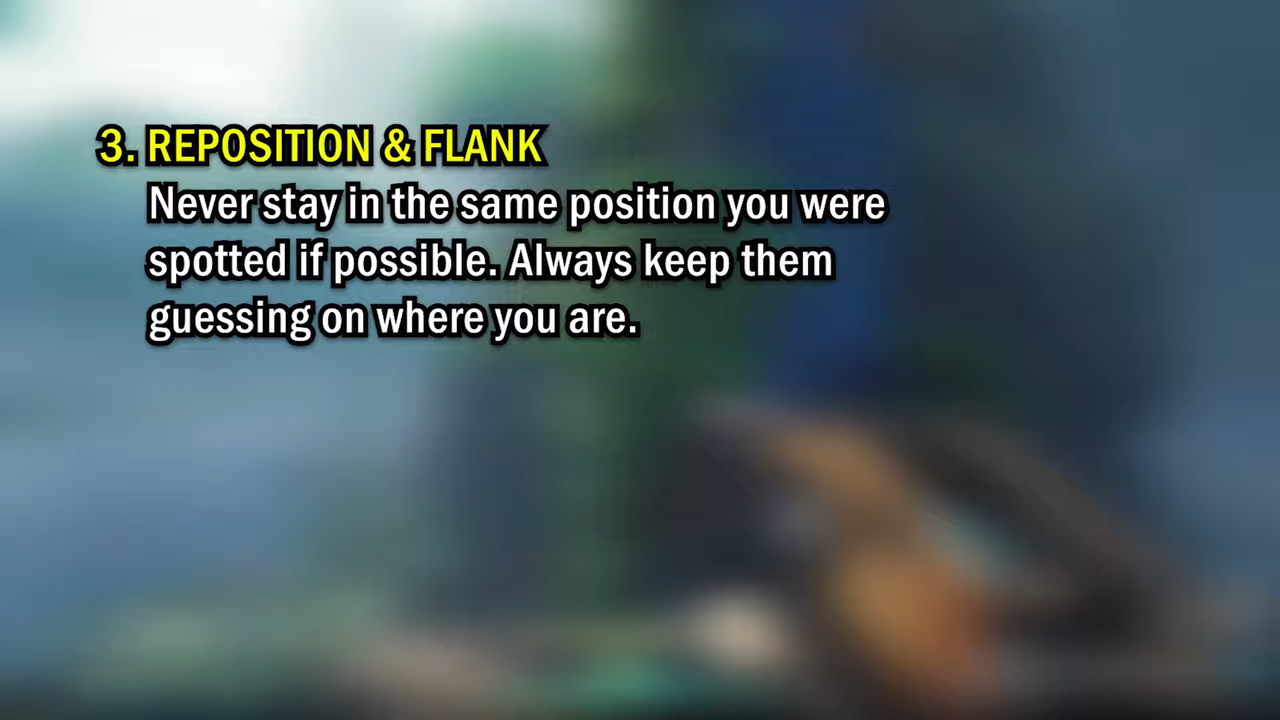 3. REPOSITION & FLANK
Never stay in the same position you were
spotted if possible. Always keep them
guessing on where you are.